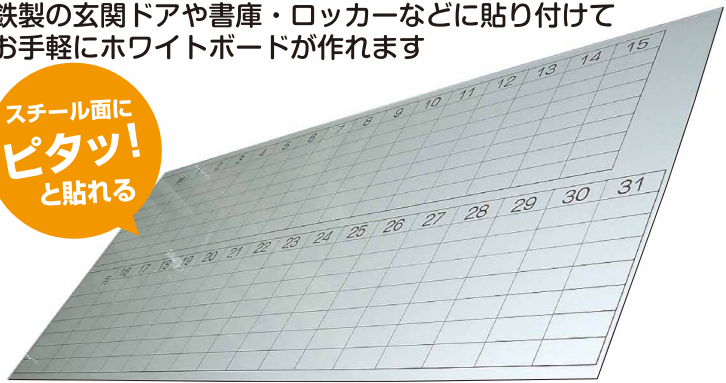 鉄製の玄関ドアや書庫・ロッカーなどに貼り付けて
お手軽にホワイトボードが作れます
スチール面に
ピタッ!
と貼れる
2 3 4 5 6 7 8 9 10 11 12 13 14 15
16 17 18 19 20 21 22 23 24 25 26 27 28 29 30 31